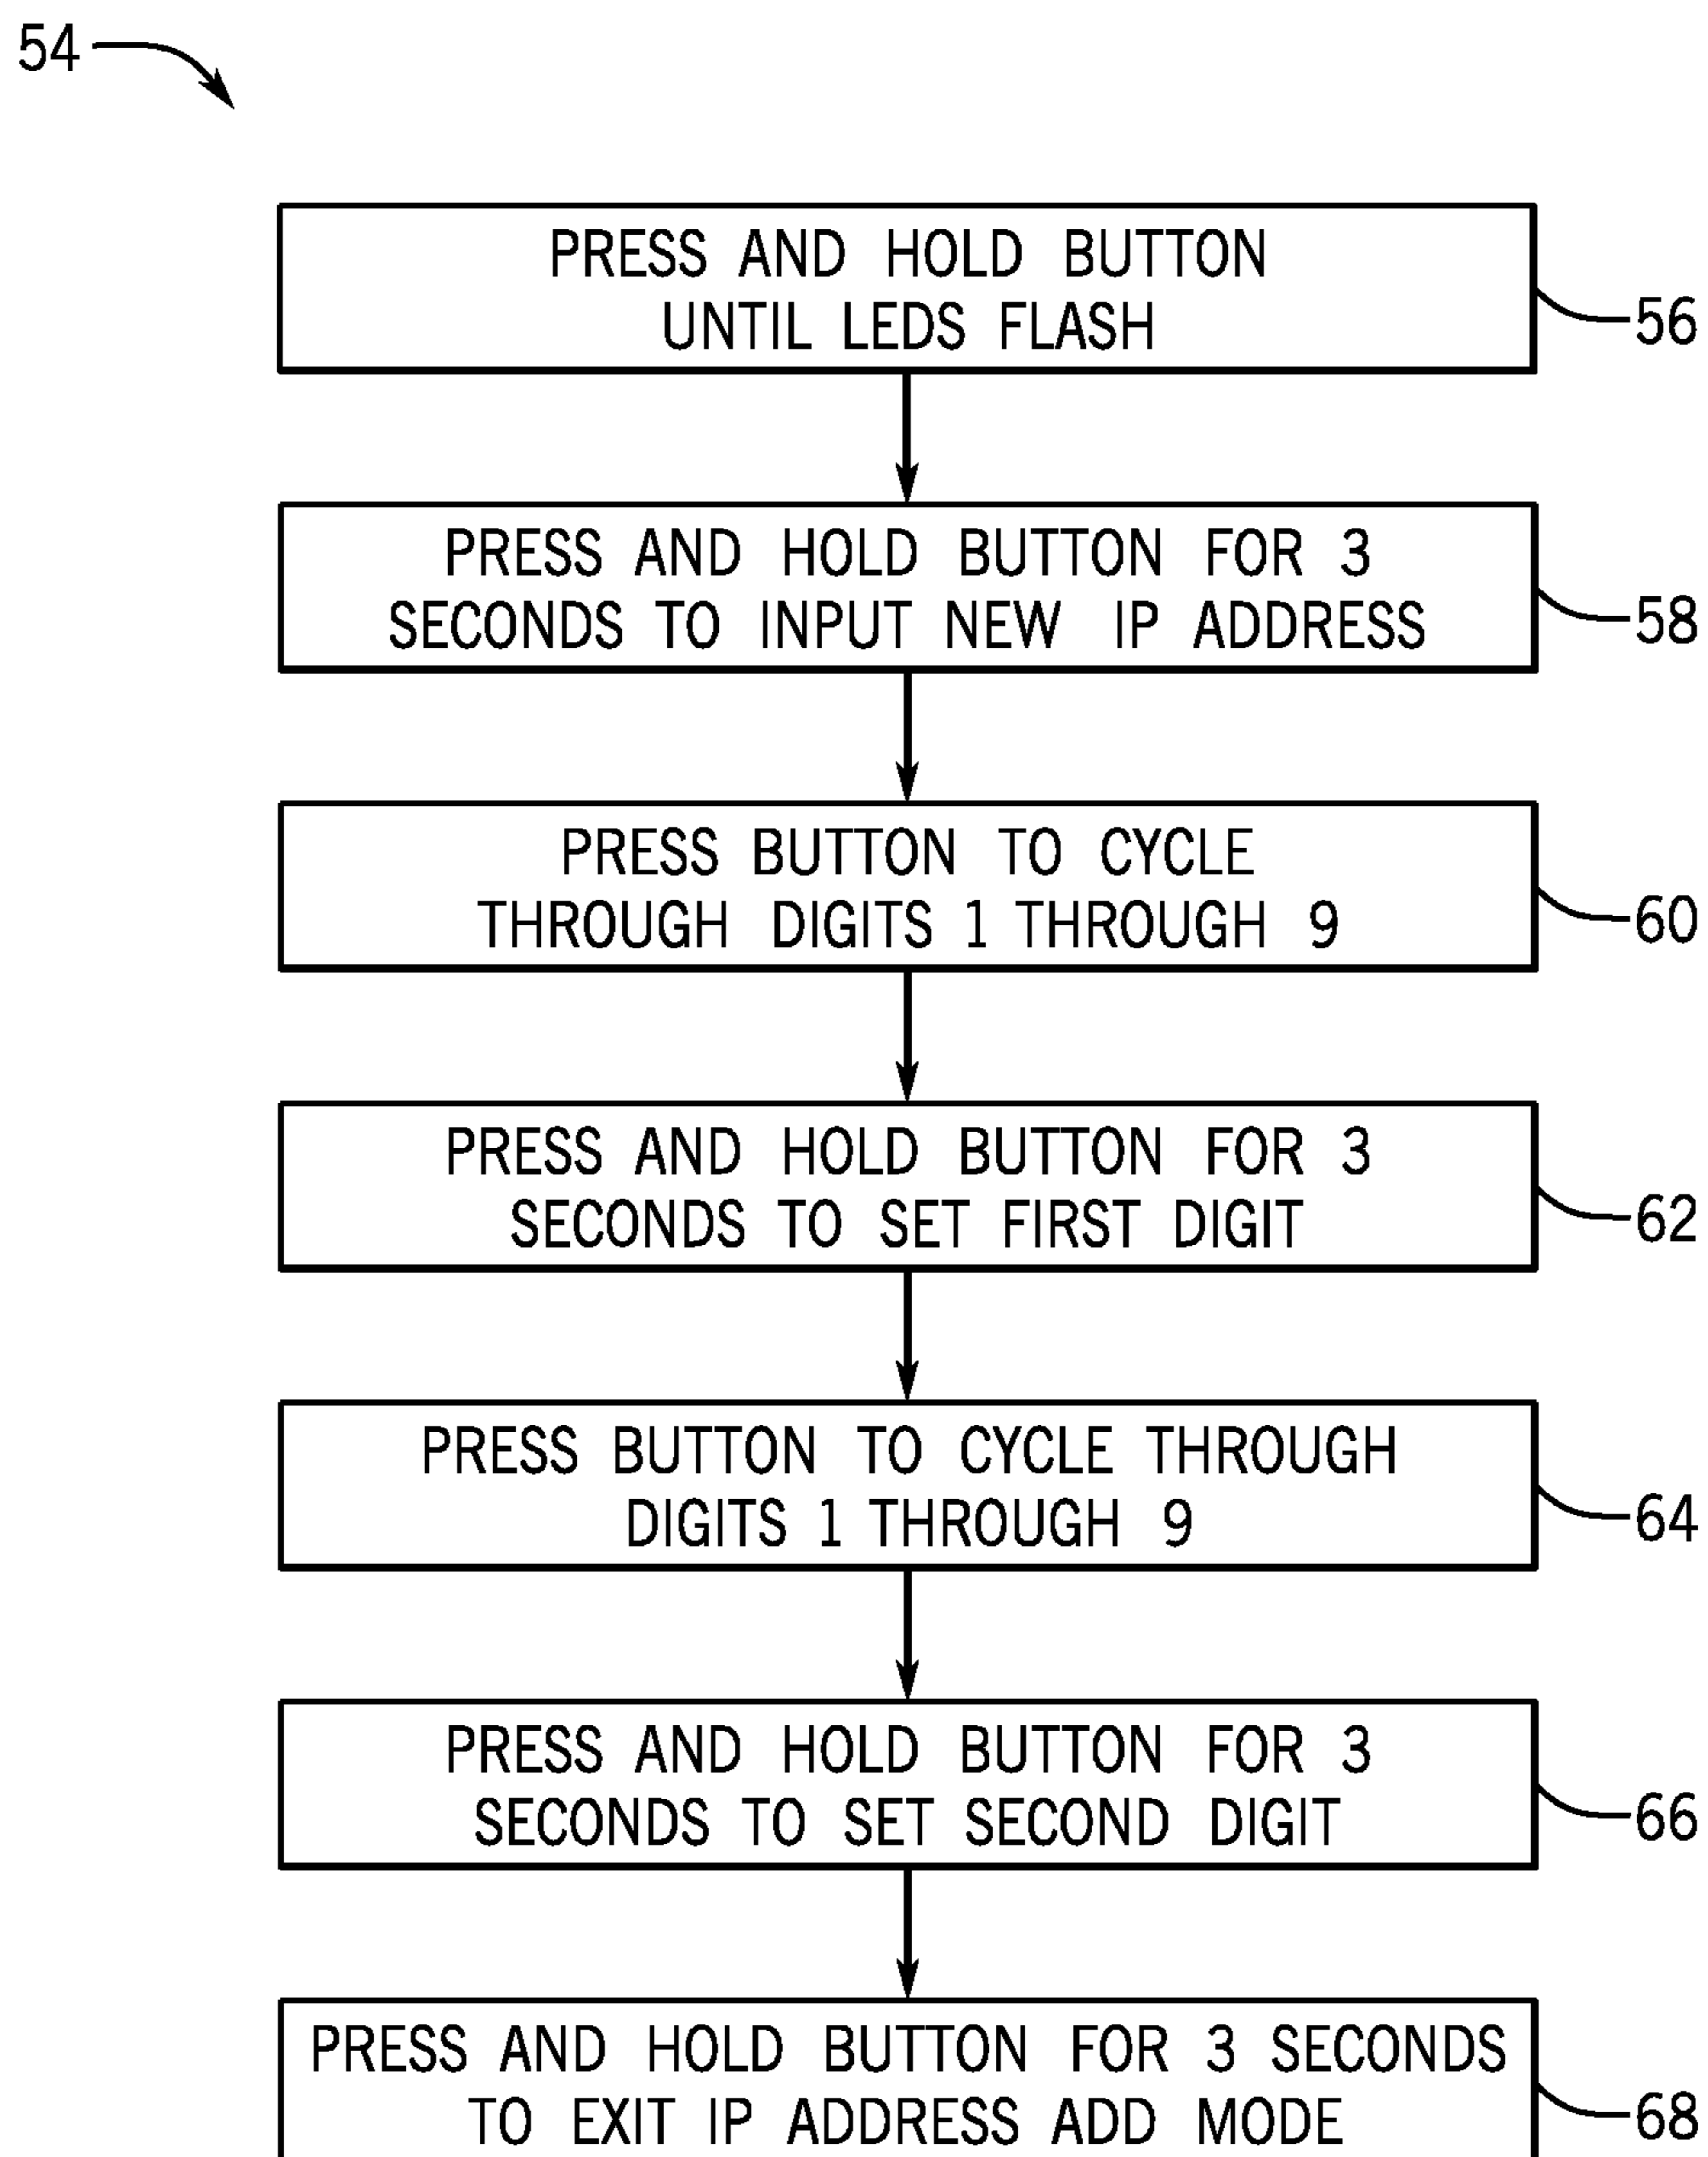 54
PRESS AND HOLD BUTTON
UNTIL LEDS FLASH
56
PRESS AND HOLD BUTTON FOR 3
SECONDS TO INPUT NEW IP ADDRESS
58
PRESS BUTTON TO CYCLE
THROUGH DIGITS 1 THROUGH 9
60
PRESS AND HOLD BUTTON FOR 3
SECONDS TO SET FIRST DIGIT
62
PRESS BUTTON TO CYCLE THROUGH
DIGITS 1 THROUGH 9
64
PRESS AND HOLD BUTTON FOR 3
SECONDS TO SET SECOND DIGIT
66
PRESS AND HOLD BUTTON FOR 3 SECONDS
TO EXIT IP ADDRESS ADD MODE
68